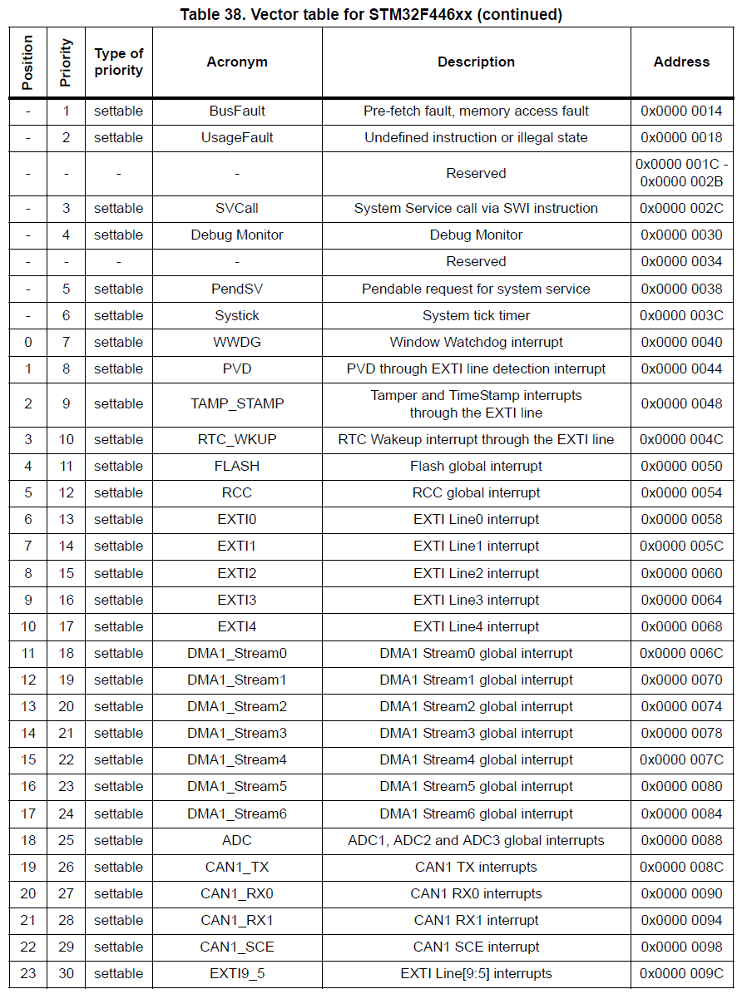 Table 38. Vector table for STM32F446xx (continued)
Position Priority Type of priority Acronym Description Address
- 1 settable BusFault Pre-fetch fault, memory access fault 0x0000 0014
- 2 settable UsageFault Undefined instruction or illegal state 0x0000 0018
- - - - Reserved 0x0000 001C - 0x0000 002B
- 3 settable SVCall System Service call via SWI instruction 0x0000 002C
- 4 settable Debug Monitor Debug Monitor 0x0000 0030
- - - - Reserved 0x0000 0034
- 5 settable PendSV Pendable request for system service 0x0000 0038
- 6 settable Systick System tick timer 0x0000 003C
0 7 settable WWDG Window Watchdog interrupt 0x0000 0040
1 8 settable PVD PVD through EXTI line detection interrupt 0x0000 0044
2 9 settable TAMP_STAMP Tamper and TimeStamp interrupts through the EXTI line 0x0000 0048
3 10 settable RTC_WKUP RTC Wakeup interrupt through the EXTI line 0x0000 004C
4 11 settable FLASH Flash global interrupt 0x0000 0050
5 12 settable RCC RCC global interrupt 0x0000 0054
6 13 settable EXTI0 EXTI Line0 interrupt 0x0000 0058
7 14 settable EXTI1 EXTI Line1 interrupt 0x0000 005C
8 15 settable EXTI2 EXTI Line2 interrupt 0x0000 0060
9 16 settable EXTI3 EXTI Line3 interrupt 0x0000 0064
10 17 settable EXTI4 EXTI Line4 interrupt 0x0000 0068
11 18 settable DMA1_Stream0 DMA1 Stream0 global interrupt 0x0000 006C
12 19 settable DMA1_Stream1 DMA1 Stream1 global interrupt 0x0000 0070
13 20 settable DMA1_Stream2 DMA1 Stream2 global interrupt 0x0000 0074
14 21 settable DMA1_Stream3 DMA1 Stream3 global interrupt 0x0000 0078
15 22 settable DMA1_Stream4 DMA1 Stream4 global interrupt 0x0000 007C
16 23 settable DMA1_Stream5 DMA1 Stream5 global interrupt 0x0000 0080
17 24 settable DMA1_Stream6 DMA1 Stream6 global interrupt 0x0000 0084
18 25 settable ADC ADC1, ADC2 and ADC3 global interrupts 0x0000 0088
19 26 settable CAN1_TX CAN1 TX interrupts 0x0000 008C
20 27 settable CAN1_RX0 CAN1 RX0 interrupts 0x0000 0090
21 28 settable CAN1_RX1 CAN1 RX1 interrupt 0x0000 0094
22 29 settable CAN1_SCE CAN1 SCE interrupt 0x0000 0098
23 30 settable EXTI9_5 EXTI Line[9:5] interrupts 0x0000 009C